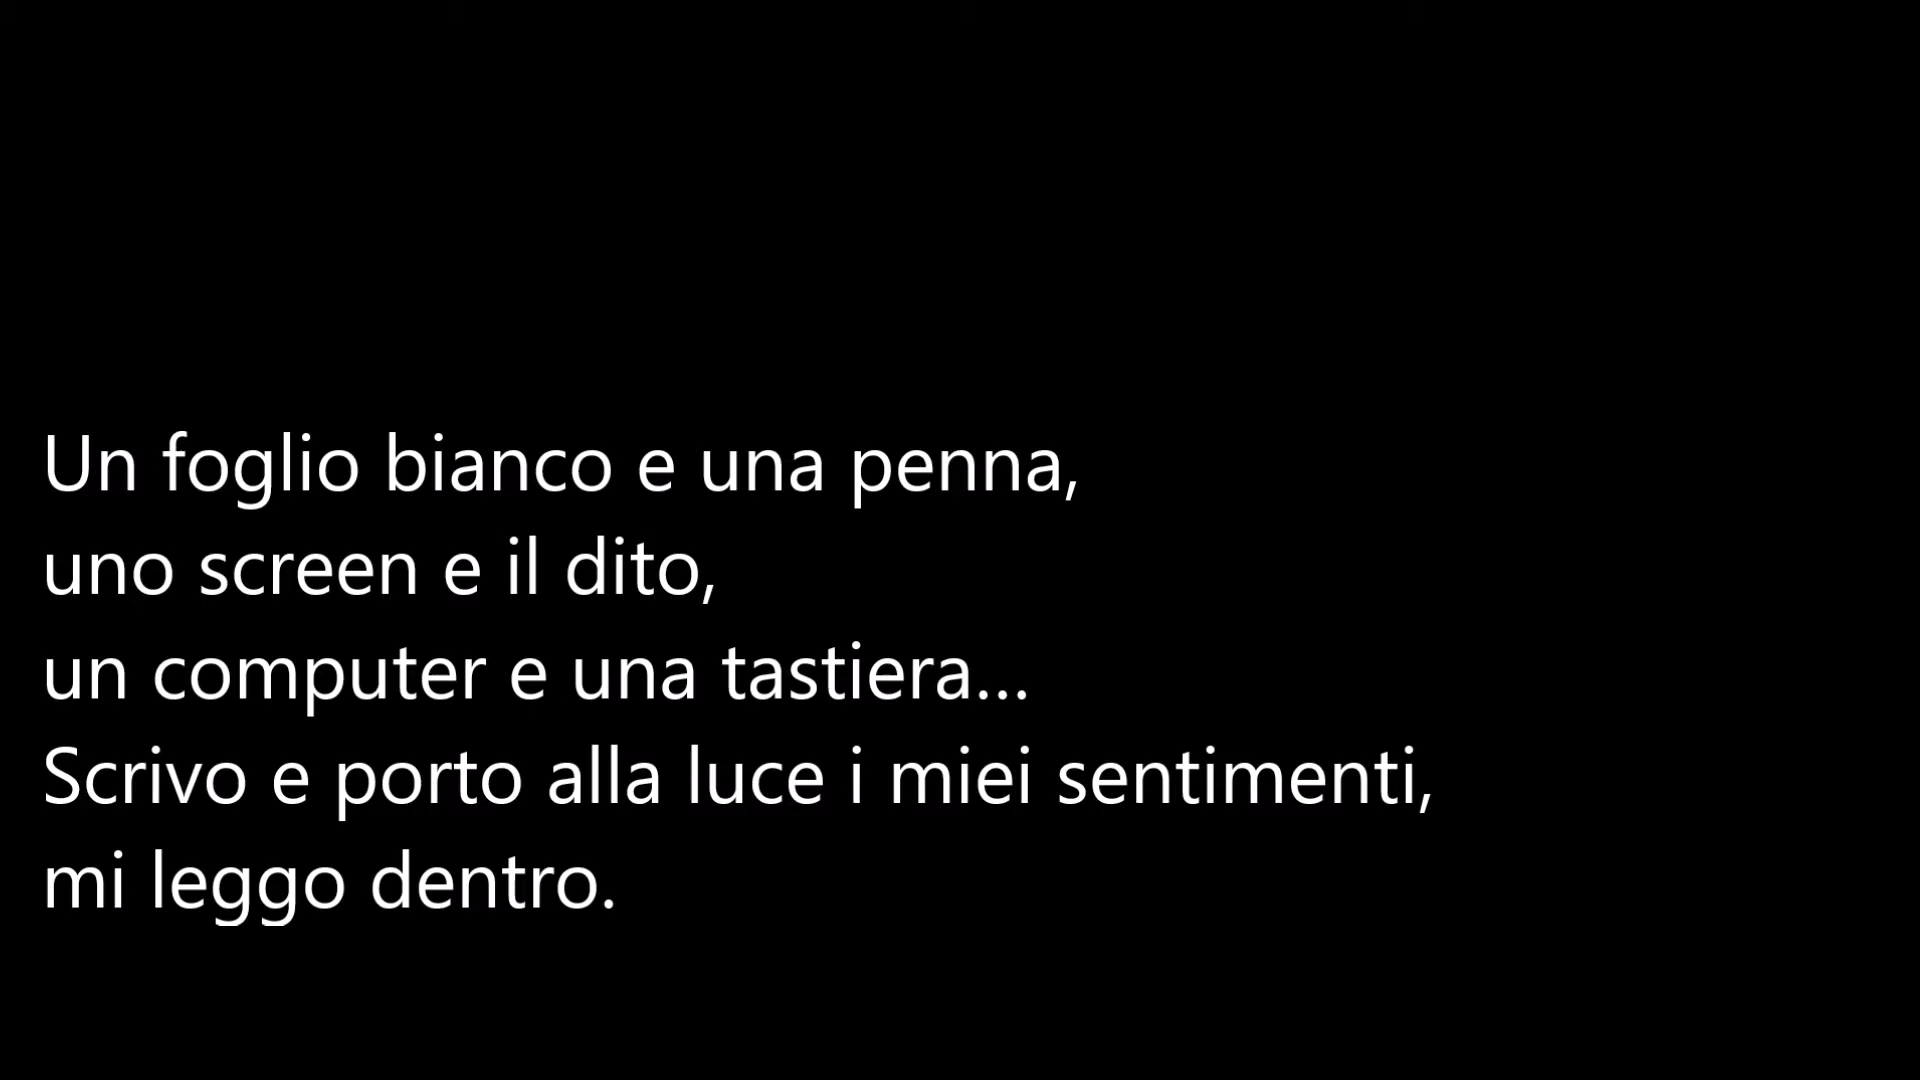 Un foglio bianco e una penna,
uno screen e il dito,
un computer e una tastiera...
Scrivo e porto alla luce i miei sentimenti,
mi leggo dentro.